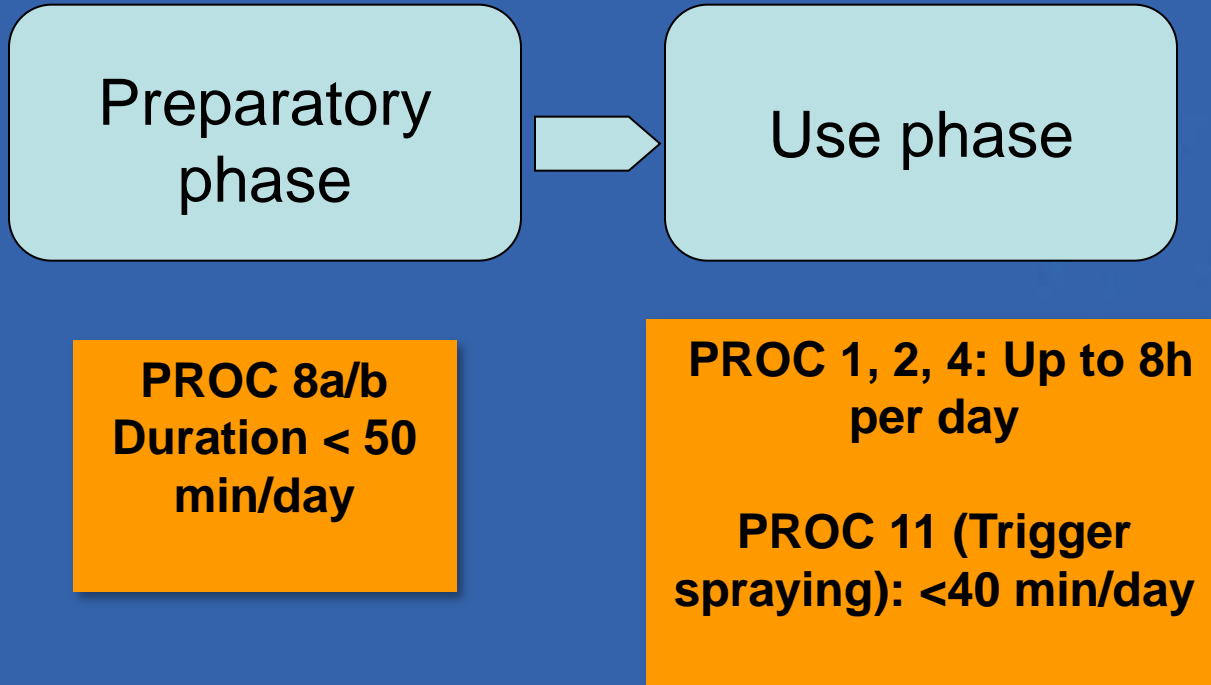 Preparatory
phase
Use phase
PROC 8a/b
Duration < 50
min/day
PROC 1, 2, 4: Up to 8h
per day
PROC 11 (Trigger
spraying): <40 min/day